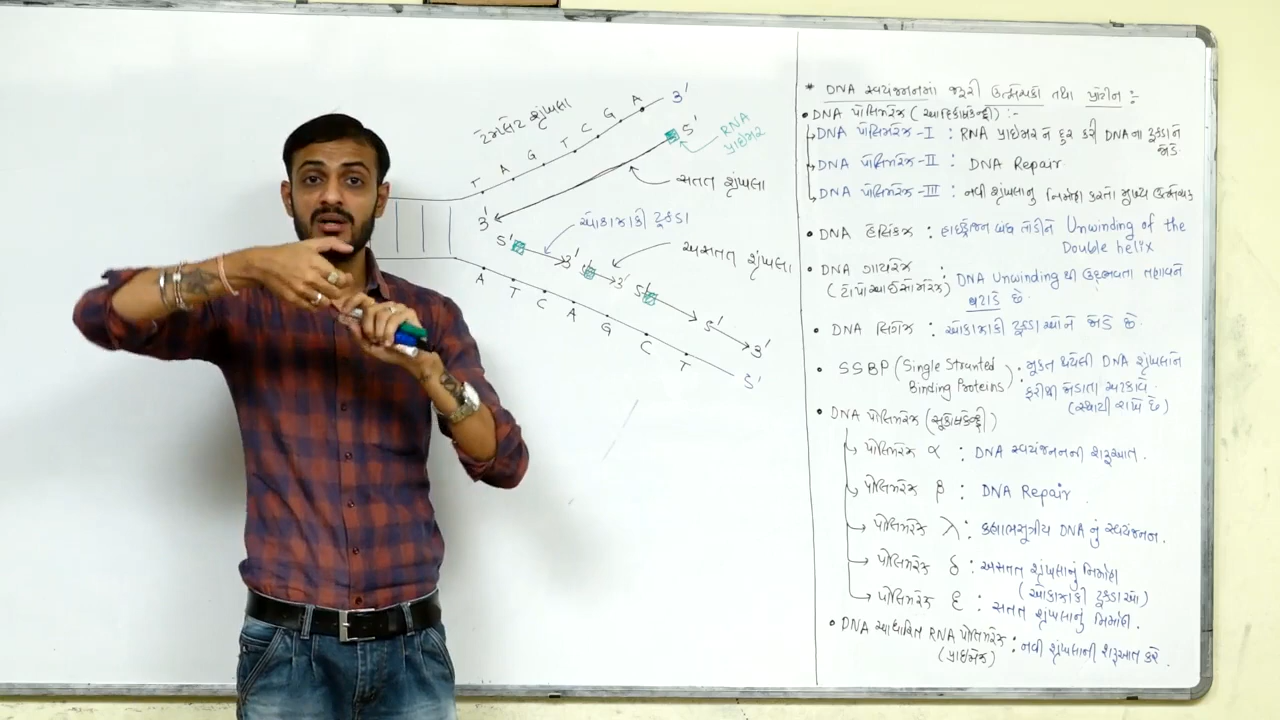 ટેમ્પ્લેટ શૃંખલા
3'
T A G T C G A
5'
RNA
પ્રાઇમર
સતત શૃંખલા
3'
ઓકાઝાકી ટૂકડા
5' 3' 5' 3' 5' 5' 3'
અસતત શૃંખલા
A T C A G C T
5'
* DNA સ્વયંજનનમાં જરૂરી ઉત્સેચકો તથા પ્રોટીન :-
• DNA પોલિમરેઝ (આદિકોષકેન્દ્રી) :-
DNA પોલિમરેઝ-I : RNA પ્રાઇમરને દુર કરી DNA ના ટૂકડાને
જોડે
DNA પોલિમરેઝ-II : DNA Repair
DNA પોલિમરેઝ-III : નવી શૃંખલાનું નિર્માણ કરતો મુખ્ય ઉત્સેચક
• DNA હેલિકેઝ : હાઈડ્રોજન બંધ તોડીને Unwinding of the
Double helix
• DNA ગાયરેઝ :
(ટોપોઆઈસોમરેઝ) DNA Unwinding થી ઉદ્ભવતા તણાવને
ઘટાડે છે.
• DNA લિગેઝ : ઓકાઝાકી ટૂકડાઓને જોડે છે.
• SSBP (Single Stranted
Binding Proteins) : મુક્ત થયેલી DNA શૃંખલાને
ફરીથી જોડાતા અટકાવે.
(સ્થાયી રાખે છે)
• DNA પોલિમરેઝ (સુકોષકેન્દ્રી)
પોલિમરેઝ α : DNA સ્વયંજનનની શરૂઆત.
પોલિમરેઝ β : DNA Repair.
પોલિમરેઝ λ : કણાભસૂત્રીય DNA નું સ્વયંજનન.
પોલિમરેઝ δ : અસતત શૃંખલાનું નિર્માણ
(ઓકાઝાકી ટૂકડાઓ)
પોલિમરેઝ ε : સતત શૃંખલાનું નિર્માણ.
• DNA આધારિત RNA પોલિમરેઝ : નવી શૃંખલાની શરૂઆત કરે.
(પ્રાઇમેઝ)